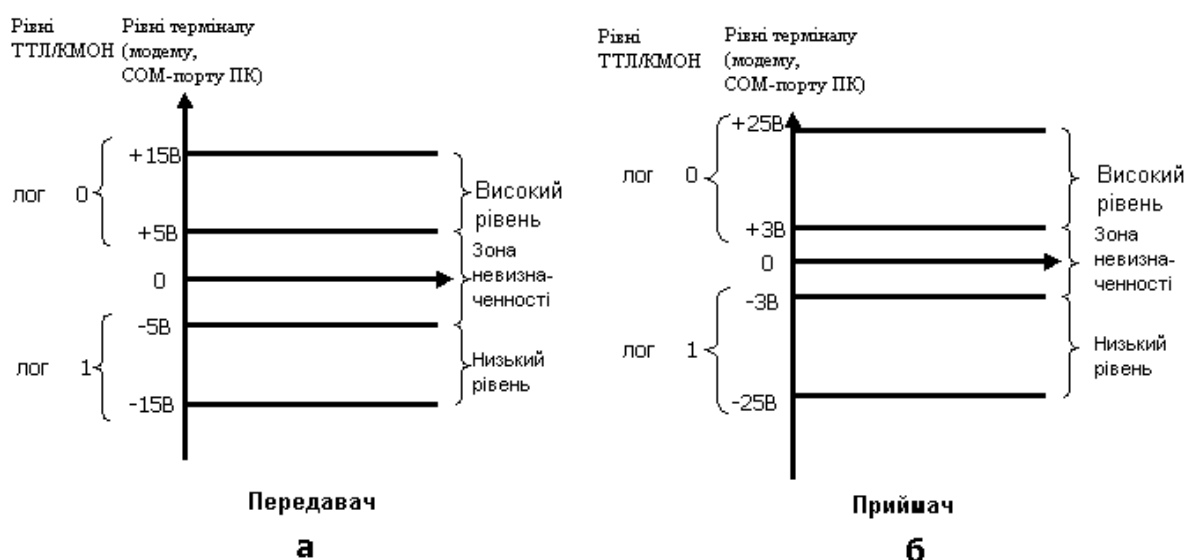 Рівні
ТТЛ/КМОН
Рівні терміналу
(модему,
COM-порту ПК)
+15В
лог 0
+5В
0
-5В
лог 1
-15В
Високий
рівень
Зона
невизна-
ченності
Низький
рівень
Передавач
а
Рівні
ТТЛ/КМОН
Рівні терміналу
(модему,
COM-порту ПК)
+25В
лог 0
+3В
0
-3В
лог 1
-25В
Високий
рівень
Зона
невизна-
ченності
Низький
рівень
Приймач
б